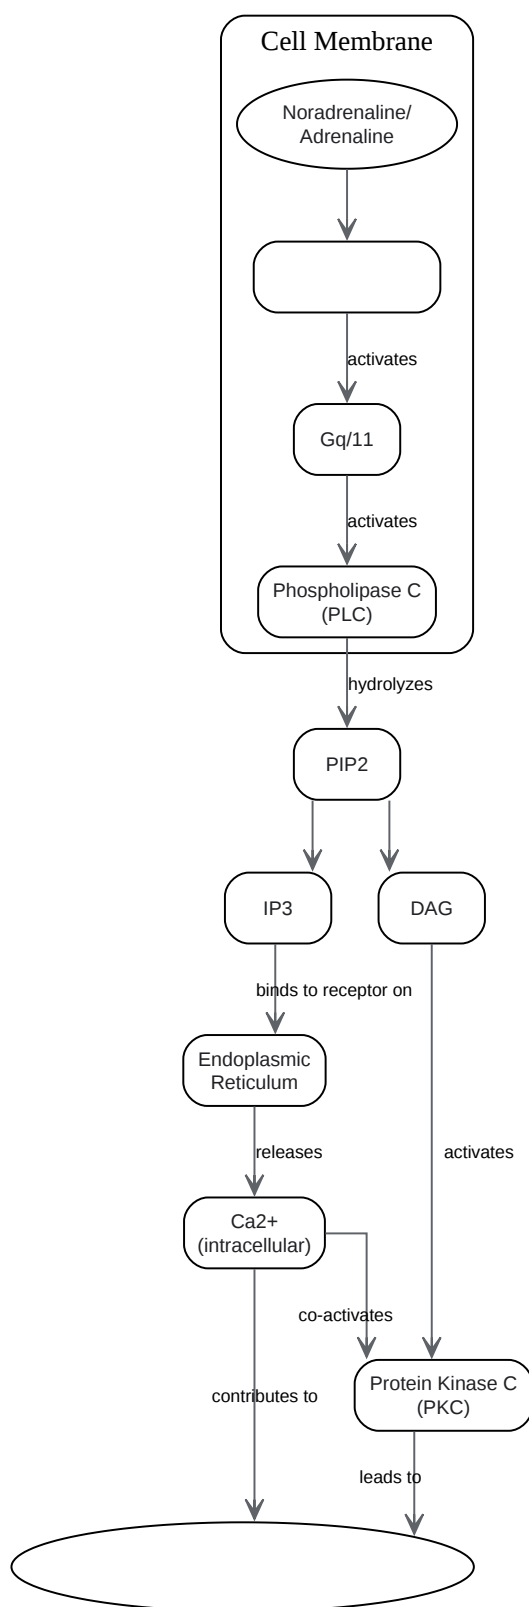 Cell Membrane
Noradrenaline/
Adrenaline
activates
Gq/11
activates
Phospholipase C
(PLC)
hydrolyzes
PIP2
IP3
DAG
binds to receptor on
Endoplasmic
Reticulum
releases
activates
Ca2+
(intracellular)
co-activates
Protein Kinase C
(PKC)
contributes to
leads to